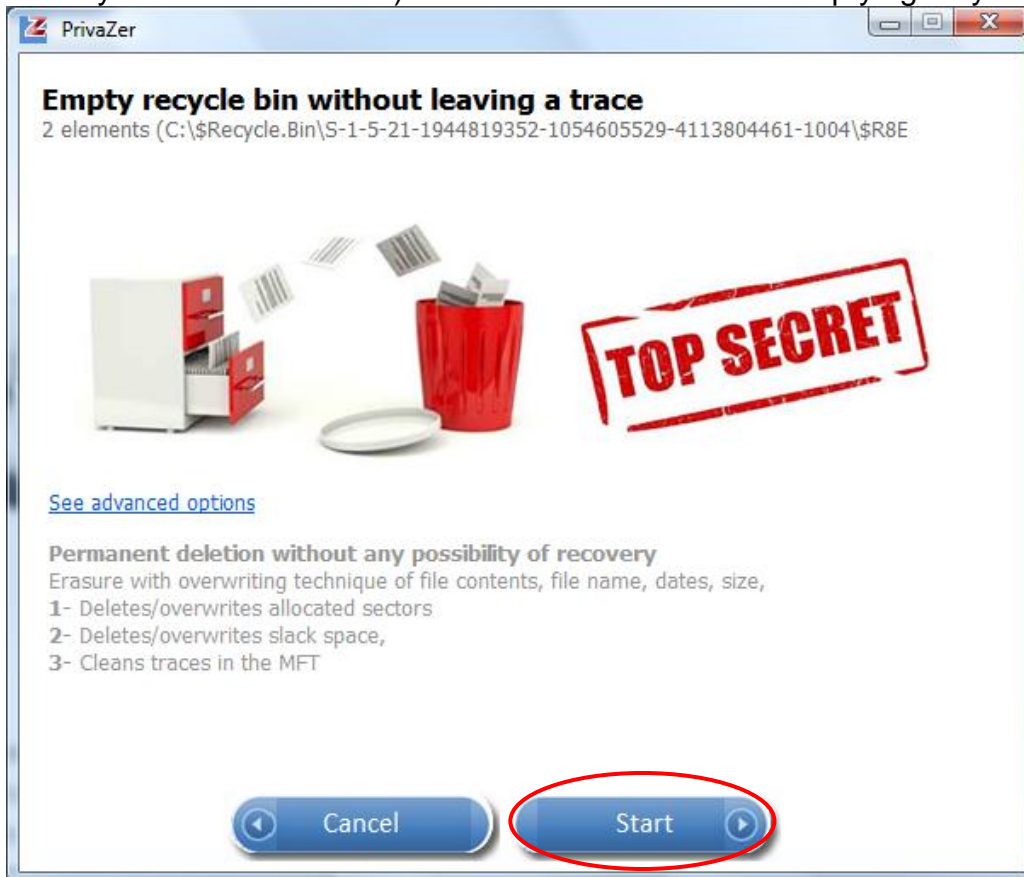 PrivaZer
Empty recycle bin without leaving a trace
2 elements (C:\$Recycle.Bin\S-1-5-21-1944819352-1054605529-4113804461-1004\$R8E
TOP SECRET
See advanced options
Permanent deletion without any possibility of recovery
Erasure with overwriting technique of file contents, file name, dates, size,
1- Deletes/overwrites allocated sectors
2- Deletes/overwrites slack space,
3- Cleans traces in the MFT
Cancel
Start